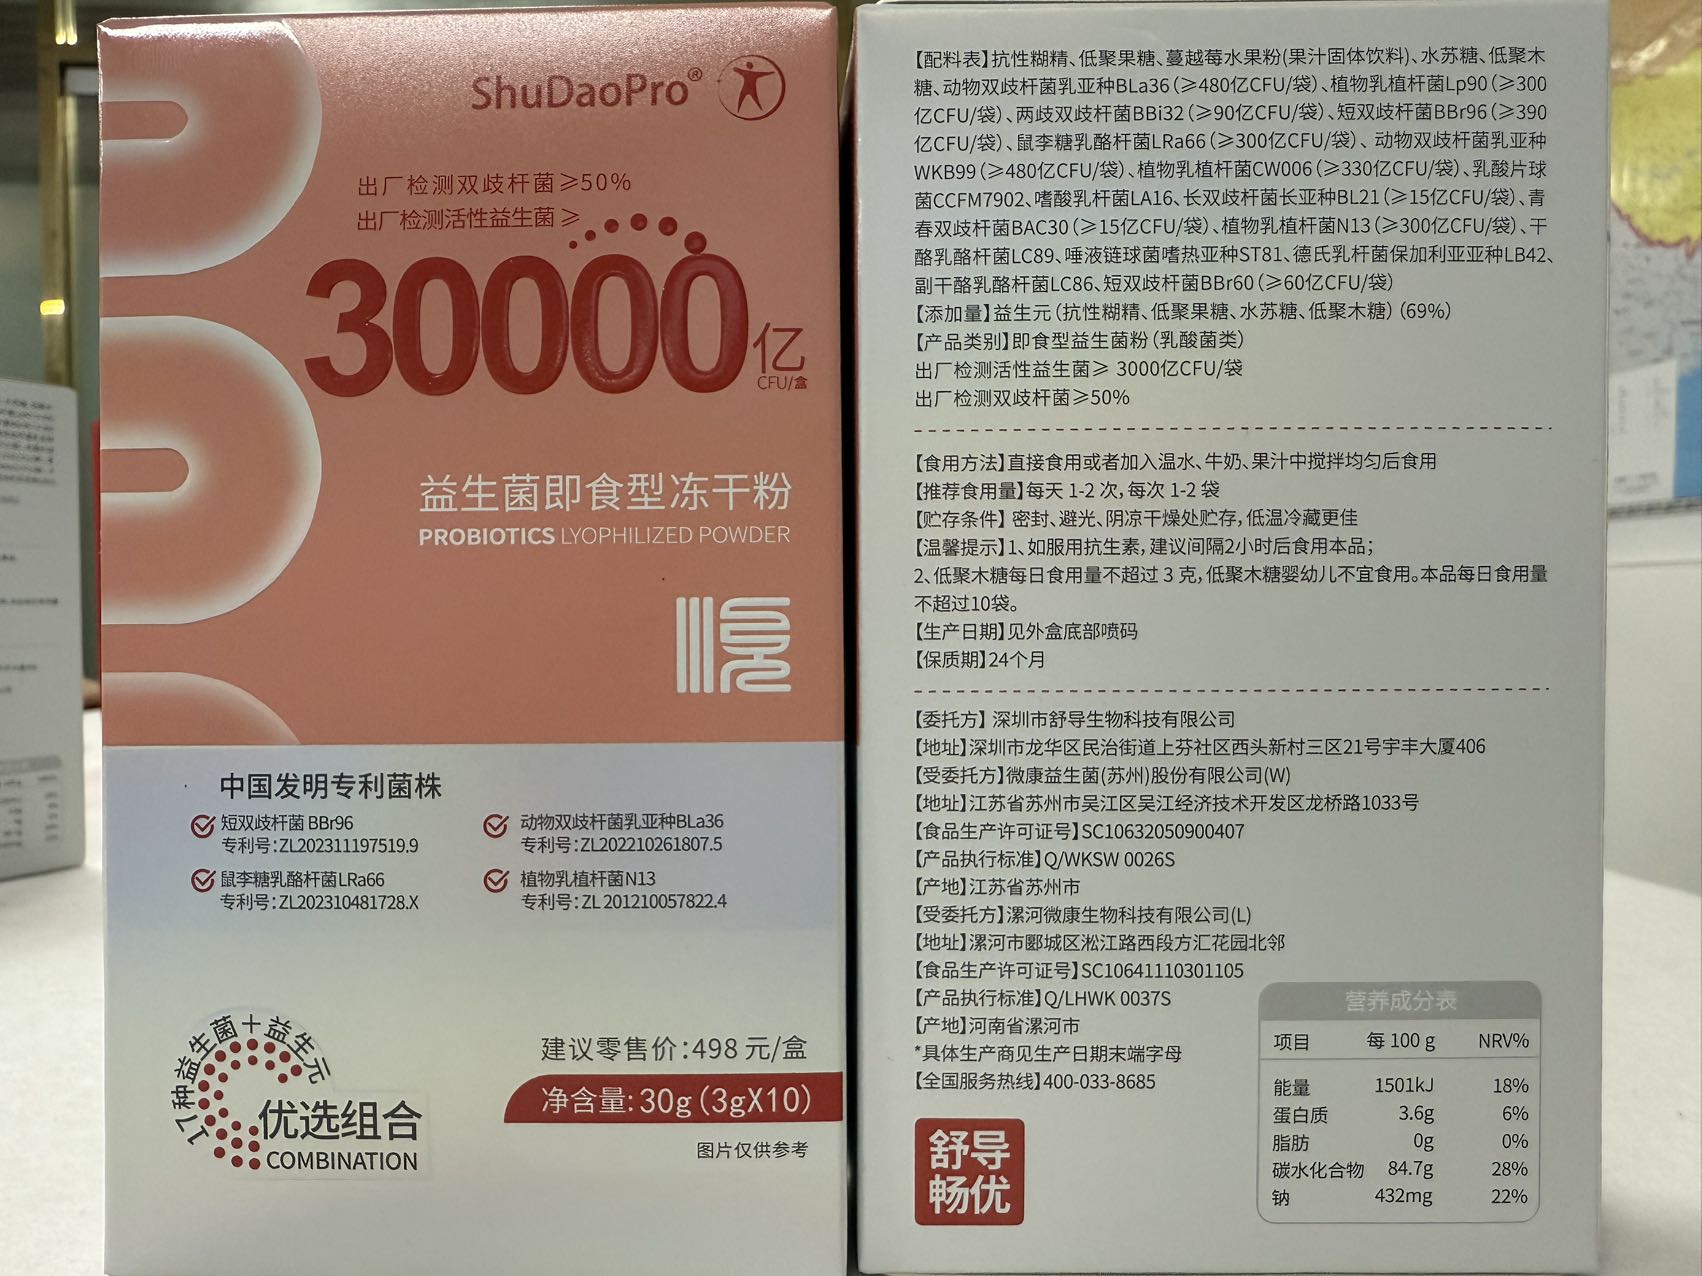 ShuDaoPro®
出厂检测双歧杆菌≥50%
出厂检测活性益生菌≥
30000亿
CFU/盒
益生菌即食型冻干粉
PROBIOTICS LYOPHILIZED POWDER
中国发明专利菌株
短双歧杆菌 BBr96
专利号:ZL202311197519.9
动物双歧杆菌乳亚种BLa36
专利号:ZL202210261807.5
鼠李糖乳酪杆菌LRa66
专利号:ZL202310481728.X
植物乳植杆菌N13
专利号:ZL 201210057822.4
17种益生菌+益生元
优选组合
COMBINATION
建议零售价:498 元/盒
净含量:30g(3gX10)
图片仅供参考
【配料表】抗性糊精、低聚果糖、蔓越莓水果粉(果汁固体饮料)、水苏糖、低聚木
糖、动物双歧杆菌乳亚种BLa36(≥480亿CFU/袋)、植物乳植杆菌Lp90(≥300
亿CFU/袋)、两歧双歧杆菌BBi32(≥90亿CFU/袋)、短双歧杆菌BBr96(≥390
亿CFU/袋)、鼠李糖乳酪杆菌LRa66(≥300亿CFU/袋)、动物双歧杆菌乳亚种
WKB99(≥480亿CFU/袋)、植物乳植杆菌CW006(≥330亿CFU/袋)、乳酸片球
菌CCFM7902、嗜酸乳杆菌LA16、长双歧杆菌长亚种BL21(≥15亿CFU/袋)、青
春双歧杆菌BAC30(≥15亿CFU/袋)、植物乳植杆菌N13(≥300亿CFU/袋)、干
酪乳酪杆菌LC89、唾液链球菌嗜热亚种ST81、德氏乳杆菌保加利亚亚种LB42、
副干酪乳酪杆菌LC86、短双歧杆菌BBr60(≥60亿CFU/袋)
【添加量】益生元(抗性糊精、低聚果糖、水苏糖、低聚木糖)(69%)
【产品类别】即食型益生菌粉(乳酸菌类)
出厂检测活性益生菌≥ 3000亿CFU/袋
出厂检测双歧杆菌≥50%
【食用方法】直接食用或者加入温水、牛奶、果汁中搅拌均匀后食用
【推荐食用量】每天 1-2 次,每次 1-2 袋
【贮存条件】密封、避光、阴凉干燥处贮存,低温冷藏更佳
【温馨提示】1、如服用抗生素,建议间隔2小时后食用本品;
2、低聚木糖每日食用量不超过 3 克,低聚木糖婴幼儿不宜食用。本品每日食用量
不超过10袋。
【生产日期】见外盒底部喷码
【保质期】24个月
【委托方】深圳市舒导生物科技有限公司
【地址】深圳市龙华区民治街道上芬社区西头新村三区21号宇丰大厦406
【受委托方】微康益生菌(苏州)股份有限公司(W)
【地址】江苏省苏州市吴江区吴江经济技术开发区龙桥路1033号
【食品生产许可证号】SC10632050900407
【产品执行标准】Q/WKSW 0026S
【产地】江苏省苏州市
【受委托方】漯河微康生物科技有限公司(L)
【地址】漯河市郾城区淞江路西段方汇花园北邻
【食品生产许可证号】SC10641110301105
【产品执行标准】Q/LHWK 0037S
【产地】河南省漯河市
*具体生产商见生产日期末端字母
【全国服务热线】400-033-8685
舒导
畅优
营养成分表
项目 每 100 g NRV%
能量 1501kJ 18%
蛋白质 3.6g 6%
脂肪 0g 0%
碳水化合物 84.7g 28%
钠 432mg 22%